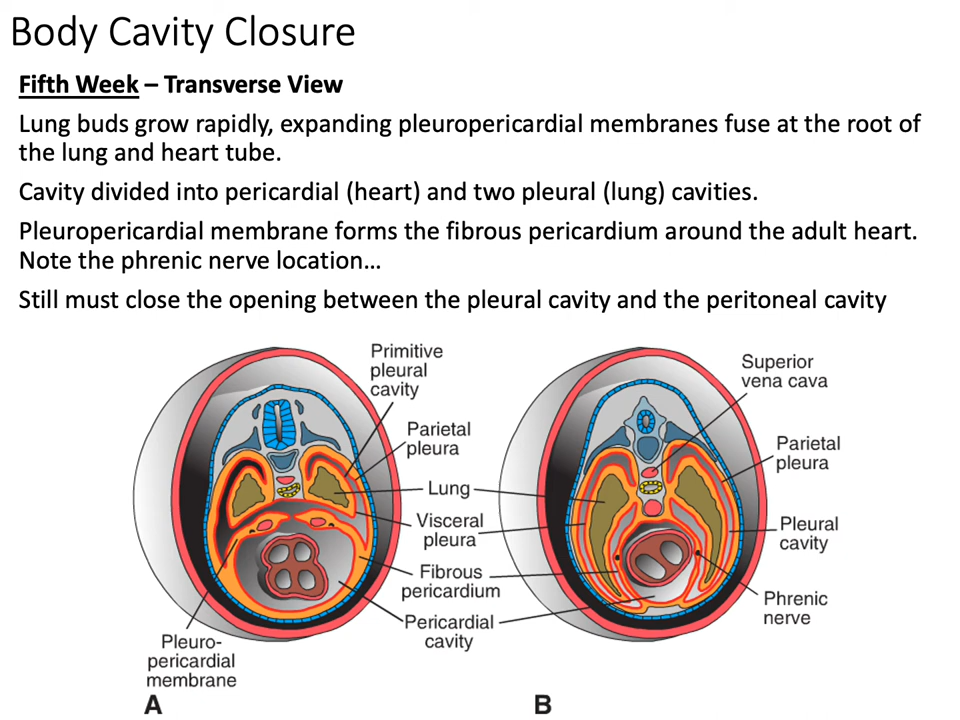 Body Cavity Closure
Fifth Week – Transverse View
Lung buds grow rapidly, expanding pleuropericardial membranes fuse at the root of
the lung and heart tube.
Cavity divided into pericardial (heart) and two pleural (lung) cavities.
Pleuropericardial membrane forms the fibrous pericardium around the adult heart.
Note the phrenic nerve location...
Still must close the opening between the pleural cavity and the peritoneal cavity
Primitive
pleural
cavity
Parietal
pleura
Lung
Visceral
pleura
Fibrous
pericardium
Pericardial
cavity
Pleuro-
pericardial
membrane
A
Superior
vena cava
Parietal
pleura
Pleural
cavity
Phrenic
nerve
B